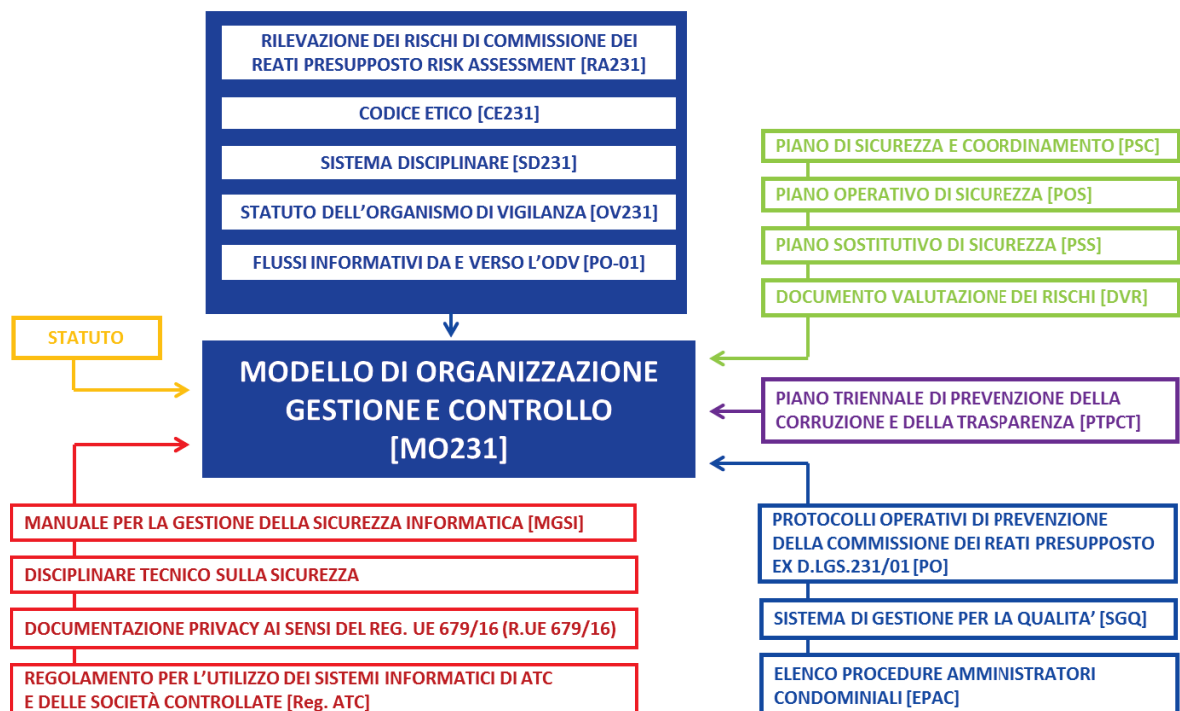 RILEVAZIONE DEI RISCHI DI COMMISSIONE DEI
REATI PRESUPPOSTO RISK ASSESSMENT [RA231]
CODICE ETICO [CE231]
SISTEMA DISCIPLINARE [SD231]
STATUTO DELL'ORGANISMO DI VIGILANZA [OV231]
FLUSSI INFORMATIVI DA E VERSO L'ODV [PO-01]
PIANO DI SICUREZZA E COORDINAMENTO [PSC]
PIANO OPERATIVO DI SICUREZZA [POS]
PIANO SOSTITUTIVO DI SICUREZZA [PSS]
DOCUMENTO VALUTAZIONE DEI RISCHI [DVR]
STATUTO
MODELLO DI ORGANIZZAZIONE
GESTIONE E CONTROLLO
[MO231]
PIANO TRIENNALE DI PREVENZIONE DELLA
CORRUZIONE E DELLA TRASPARENZA [PTPCT]
MANUALE PER LA GESTIONE DELLA SICUREZZA INFORMATICA [MGSI]
DISCIPLINARE TECNICO SULLA SICUREZZA
DOCUMENTAZIONE PRIVACY AI SENSI DEL REG. UE 679/16 (R.UE 679/16)
REGOLAMENTO PER L'UTILIZZO DEI SISTEMI INFORMATICI DI ATC
E DELLE SOCIETÀ CONTROLLATE [Reg. ATC]
PROTOCOLLI OPERATIVI DI PREVENZIONE
DELLA COMMISSIONE DEI REATI PRESUPPOSTO
EX D.LGS.231/01 [PO]
SISTEMA DI GESTIONE PER LA QUALITA' [SGQ]
ELENCO PROCEDURE AMMINISTRATORI
CONDOMINIALI [EPAC]